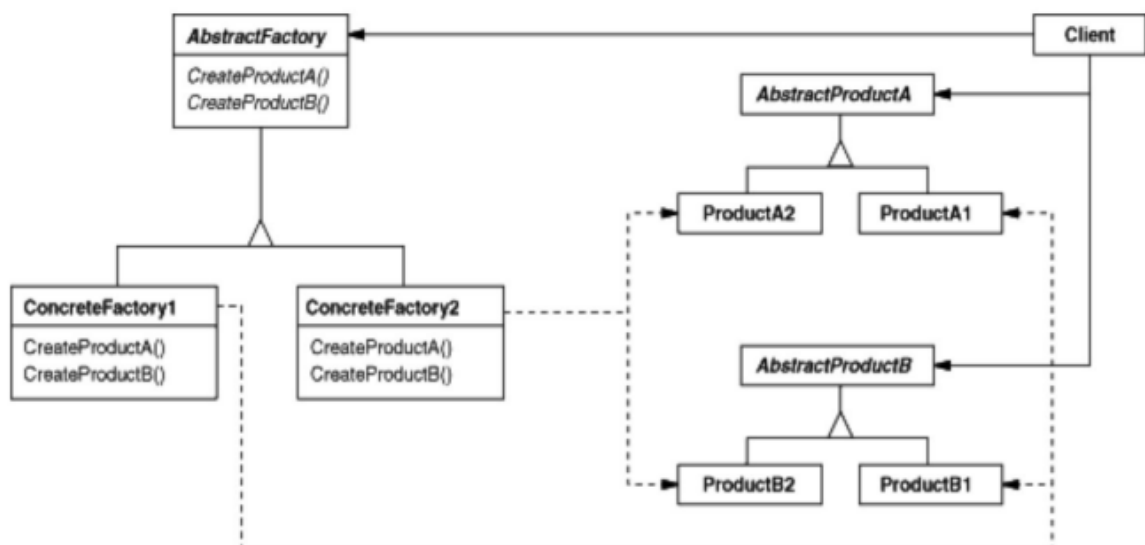 AbstractFactory
CreateProductA()
CreateProductB()
Client
AbstractProductA
ProductA2
ProductA1
ConcreteFactory1
CreateProductA()
CreateProductB()
ConcreteFactory2
CreateProductA()
CreateProductB()
AbstractProductB
ProductB2
ProductB1